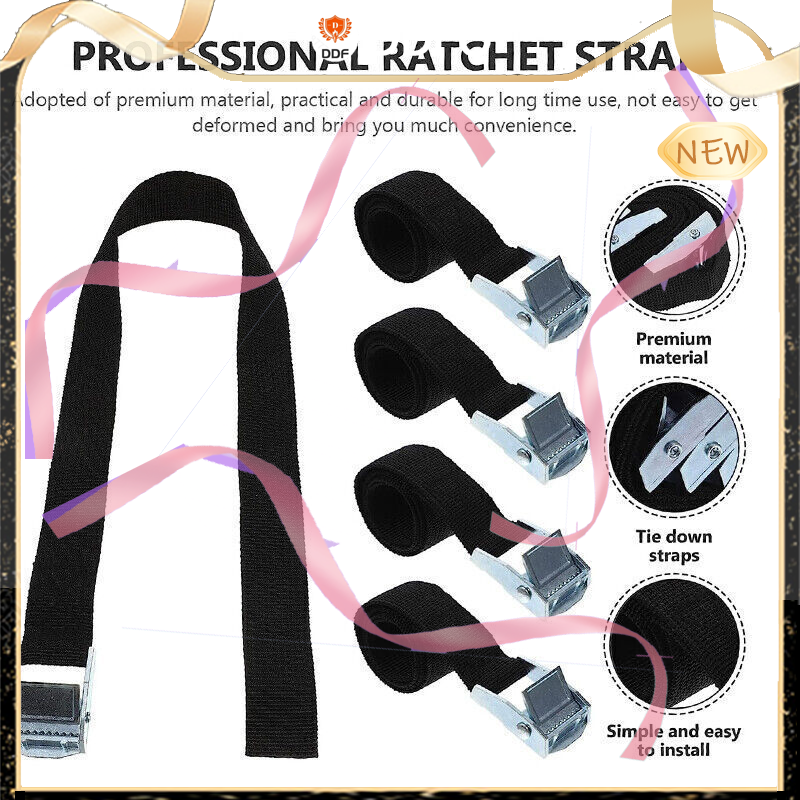 D
DDF
PROFESSIONAL RATCHET STRA
Adopted of premium material, practical and durable for long time use, not easy to get
deformed and bring you much convenience.
NEW
Premium
material
Tie down
straps
Simple and easy
to install